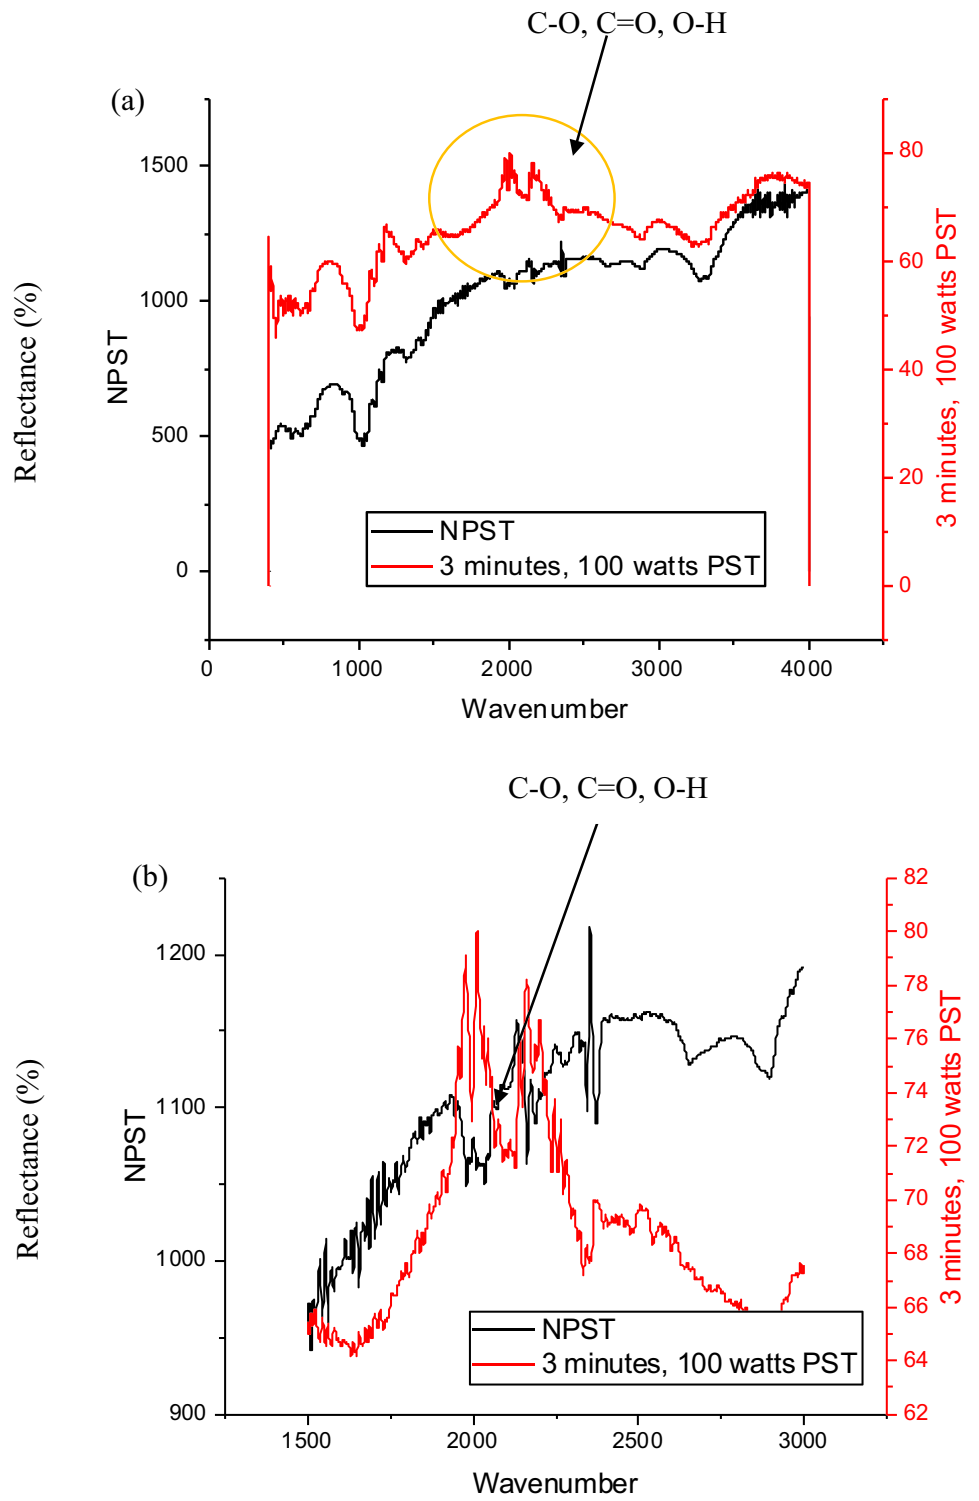 C-O, C=O, O-H
(a)
1500
1000
500
0
NPST
Reflectance (%)
80
60
40
20
0
3 minutes, 100 watts PST
NPST
3 minutes, 100 watts PST
0 1000 2000 3000 4000
Wavenumber
C-O, C=O, O-H
(b)
1200
1100
1000
900
NPST
Reflectance (%)
82
80
78
76
74
72
70
68
66
64
62
3 minutes, 100 watts PST
NPST
3 minutes, 100 watts PST
1500 2000 2500 3000
Wavenumber